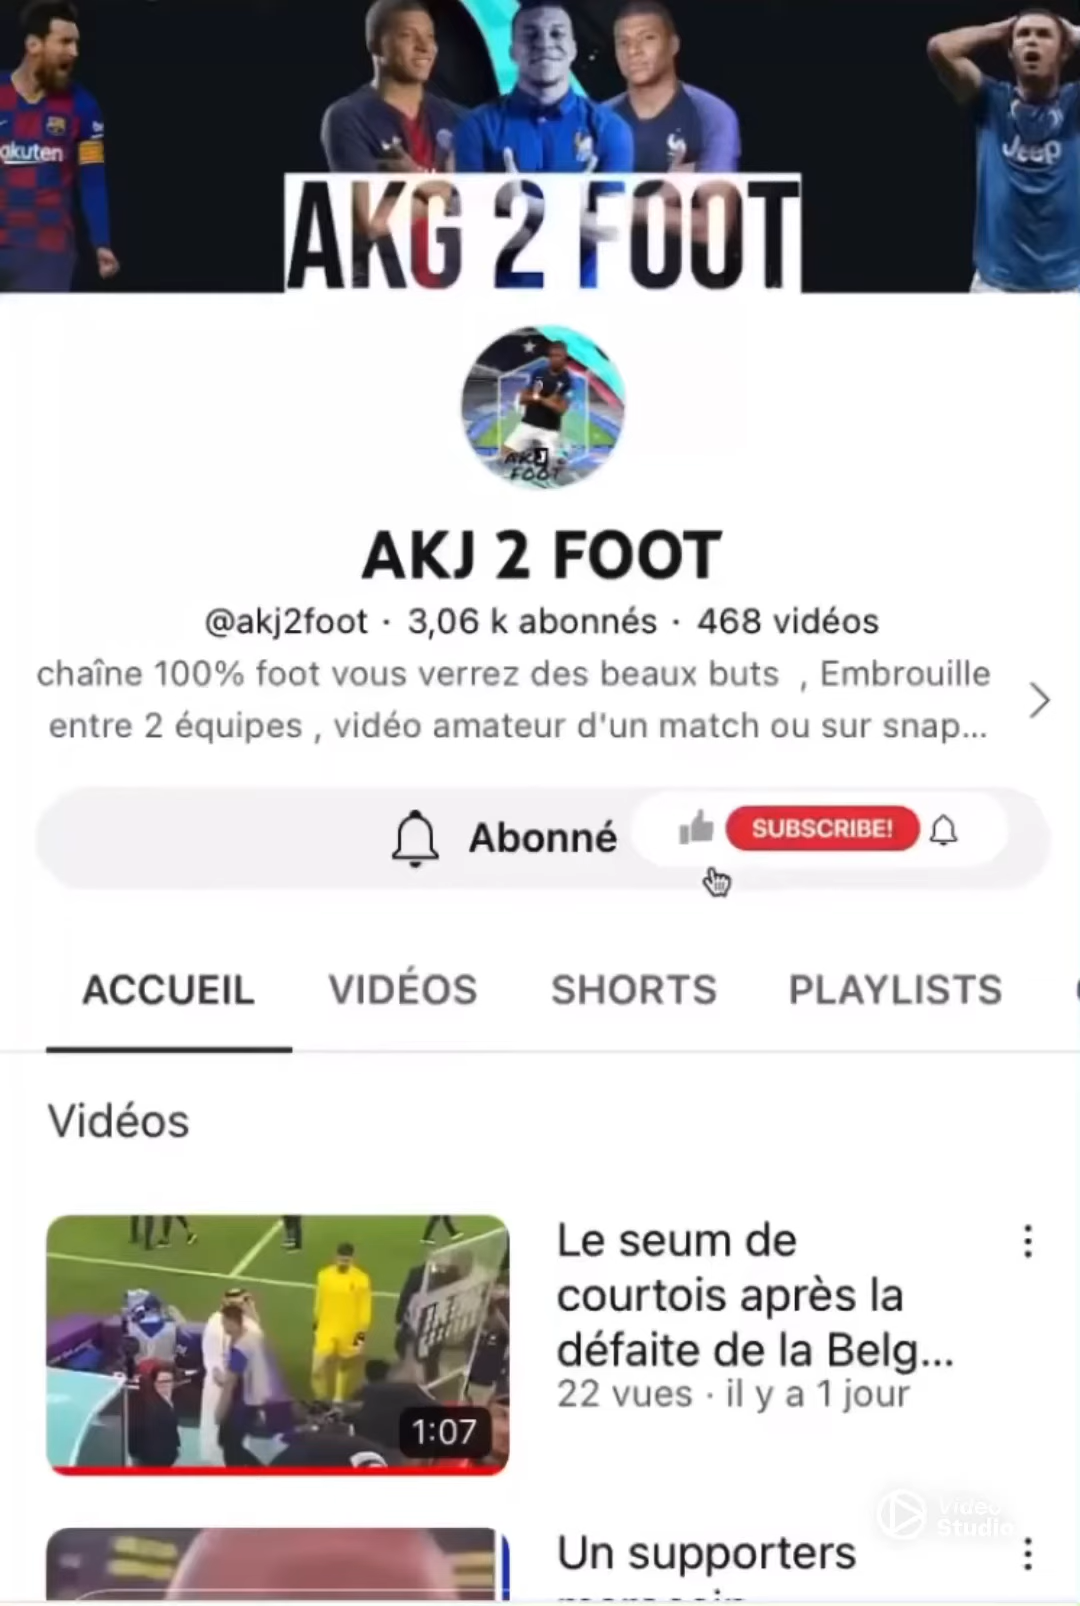 akuten
Jeep
AKG 2 FOOT
AKJ
FOOT
AKJ 2 FOOT
@akj2foot · 3,06 k abonnés · 468 vidéos
chaîne 100% foot vous verrez des beaux buts , Embrouille
entre 2 équipes , vidéo amateur d'un match ou sur snap...
Abonné
SUBSCRIBE!
ACCUEIL VIDÉOS SHORTS PLAYLISTS
Vidéos
1:07
Le seum de
courtois après la
défaite de la Belg...
22 vues · il y a 1 jour
Video
Studio
Un supporters